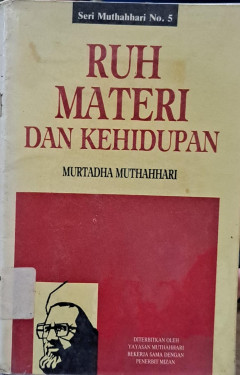 Seri Muthahhari No. 5
RUH
MATERI
DAN KEHIDUPAN
MURTADHA MUTHAHHARI
DITERBITKAN OLEH
YAYASAN MUTHAHHARI
BEKERJA SAMA DENGAN
PENERBIT MIZAN